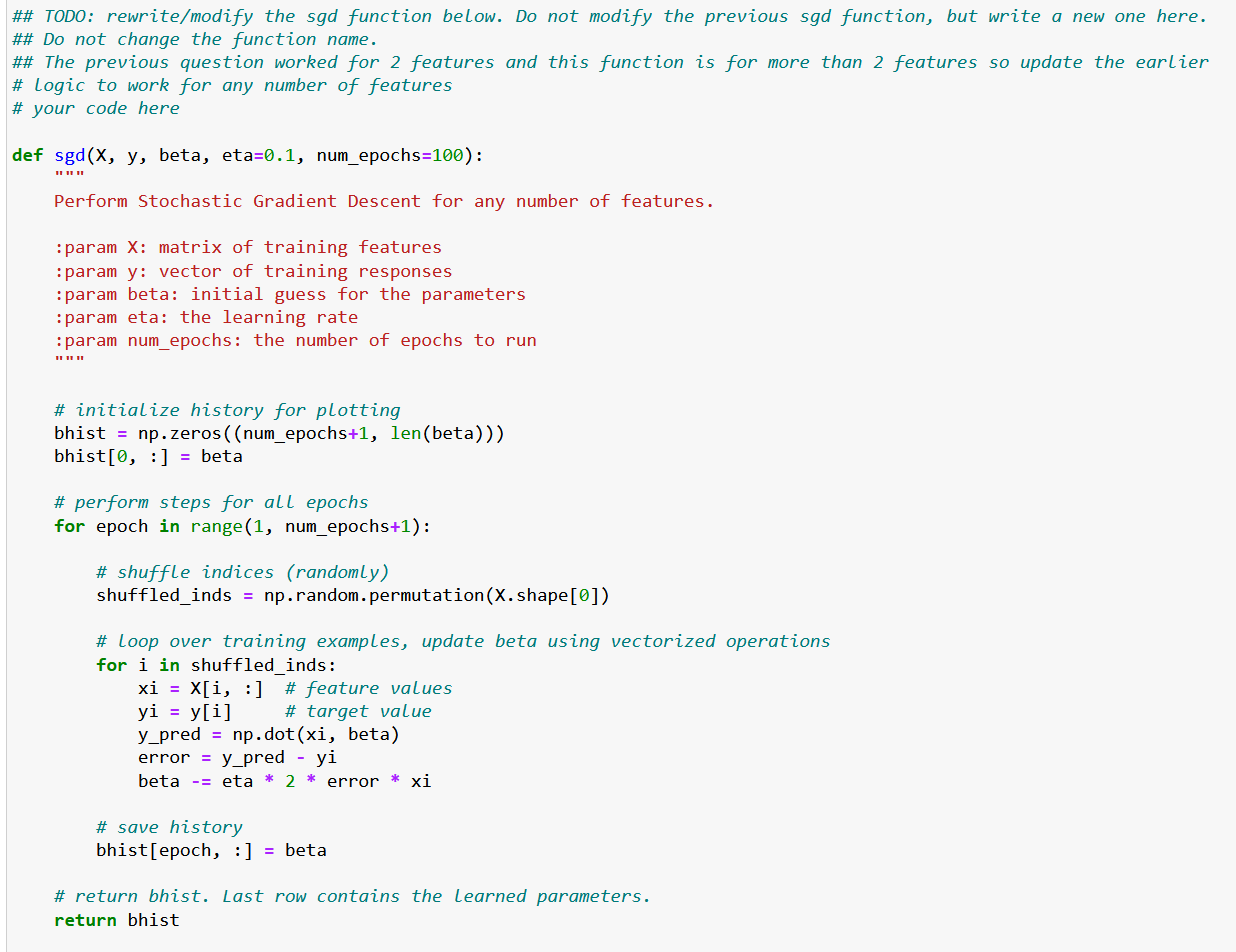 ## TODO: rewrite/modify the sgd function below. Do not modify the previous sgd function, but write a new one here.
## Do not change the function name.
## The previous question worked for 2 features and this function is for more than 2 features so update the earlier
# logic to work for any number of features
# your code here

def sgd(X, y, beta, eta=0.1, num_epochs=100):
    """
    Perform Stochastic Gradient Descent for any number of features.

    :param X: matrix of training features
    :param y: vector of training responses
    :param beta: initial guess for the parameters
    :param eta: the learning rate
    :param num_epochs: the number of epochs to run
    """

    # initialize history for plotting
    bhist = np.zeros((num_epochs+1, len(beta)))
    bhist[0, :] = beta

    # perform steps for all epochs
    for epoch in range(1, num_epochs+1):

        # shuffle indices (randomly)
        shuffled_inds = np.random.permutation(X.shape[0])

        # loop over training examples, update beta using vectorized operations
        for i in shuffled_inds:
            xi = X[i, :]  # feature values
            yi = y[i]     # target value
            y_pred = np.dot(xi, beta)
            error = y_pred - yi
            beta -= eta * 2 * error * xi

        # save history
        bhist[epoch, :] = beta

    # return bhist. Last row contains the learned parameters.
    return bhist